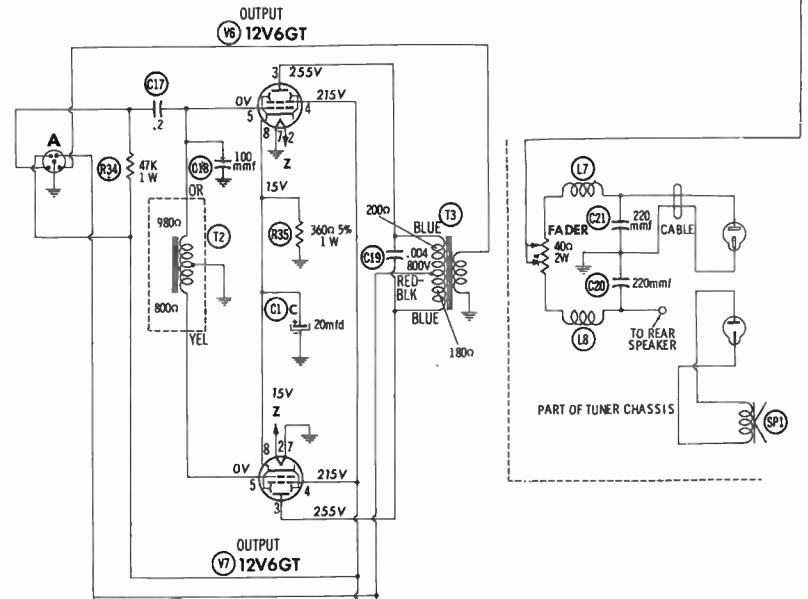 OUTPUT
V6 12V6GT
C17
.2
A
R34
47K
1 W
C18
100
mmf
OR
980Ω
800Ω
T2
YEL
3
255V
0V
5
4
215V
8
7
2
Z
15V
R35
360Ω 5%
1 W
C1 C
+
20mfd
15V
Z
8
2
7
0V
5
4
215V
3
255V
OUTPUT
V7 12V6GT
200Ω
BLUE
T3
C19
.004
800V
RED-
BLK
BLUE
180Ω
L7
FADER
40Ω
2W
C21
220
mmf
CABLE
C20
220mmf
L8
TO REAR
SPEAKER
PART OF TUNER CHASSIS
SP1